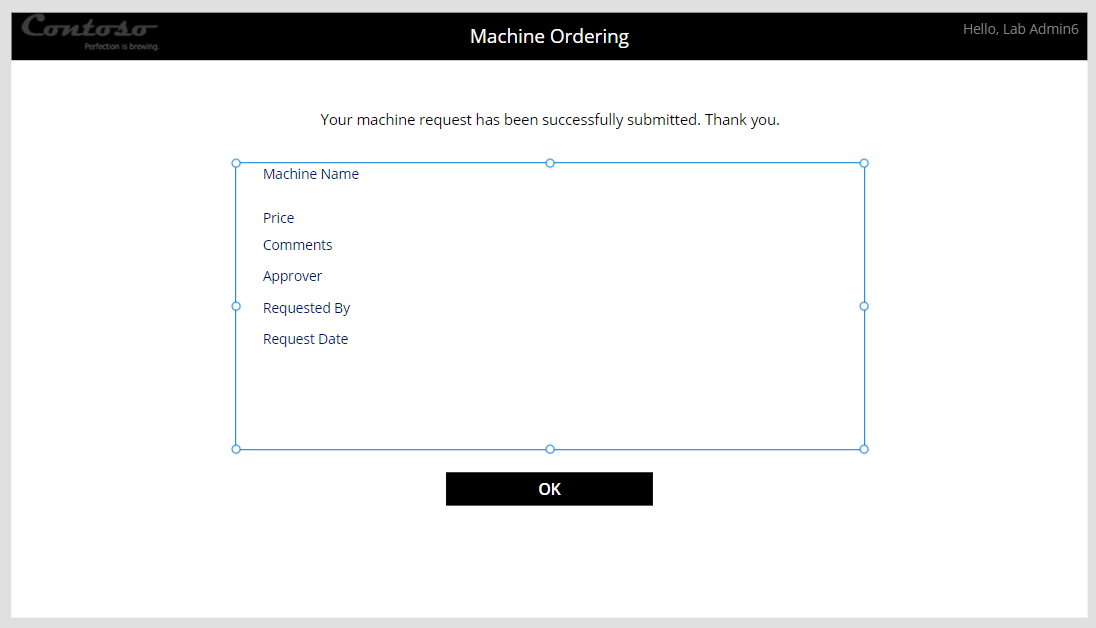 Contoso
Perfection is brewing.
Machine Ordering
Hello, Lab Admin6
Your machine request has been successfully submitted. Thank you.
Machine Name
Price
Comments
Approver
Requested By
Request Date
OK